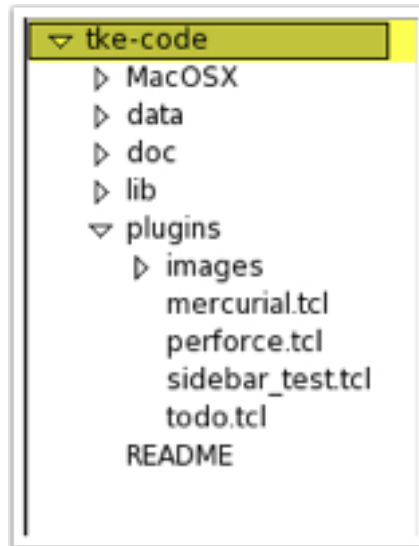 tke-code
MacOSX
data
doc
lib
plugins
images
mercurial.tcl
perforce.tcl
sidebar_test.tcl
todo.tcl
README